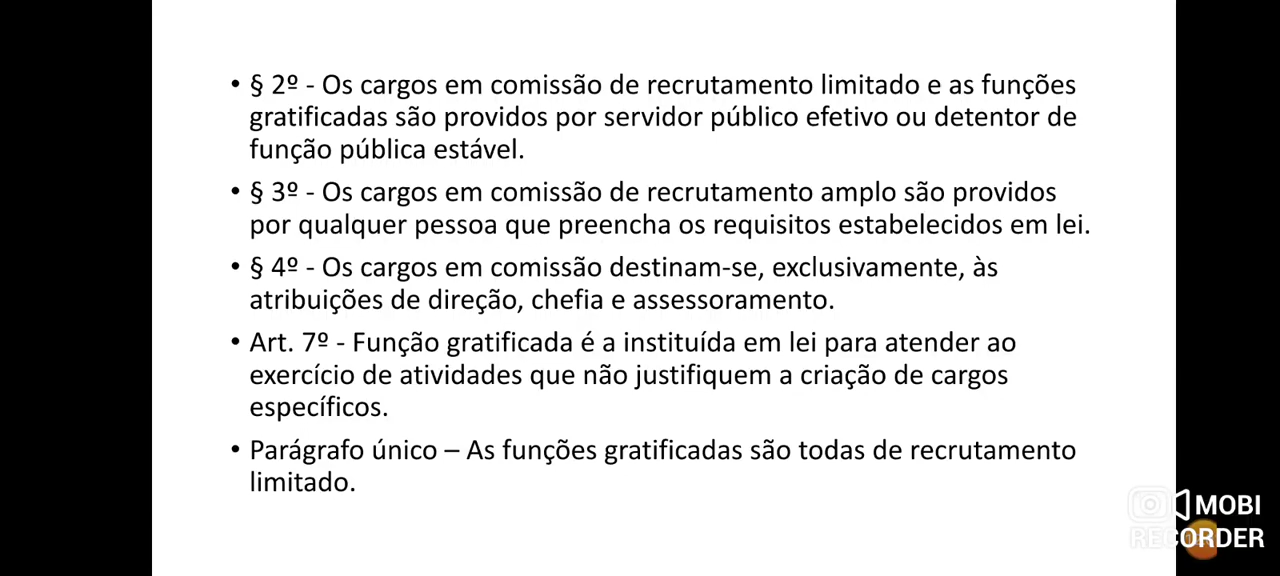 • § 2º - Os cargos em comissão de recrutamento limitado e as funções
gratificadas são providos por servidor público efetivo ou detentor de
função pública estável.
• § 3º - Os cargos em comissão de recrutamento amplo são providos
por qualquer pessoa que preencha os requisitos estabelecidos em lei.
• § 4º - Os cargos em comissão destinam-se, exclusivamente, às
atribuições de direção, chefia e assessoramento.
• Art. 7º - Função gratificada é a instituída em lei para atender ao
exercício de atividades que não justifiquem a criação de cargos
específicos.
• Parágrafo único – As funções gratificadas são todas de recrutamento
limitado.
MOBI
RECORDER